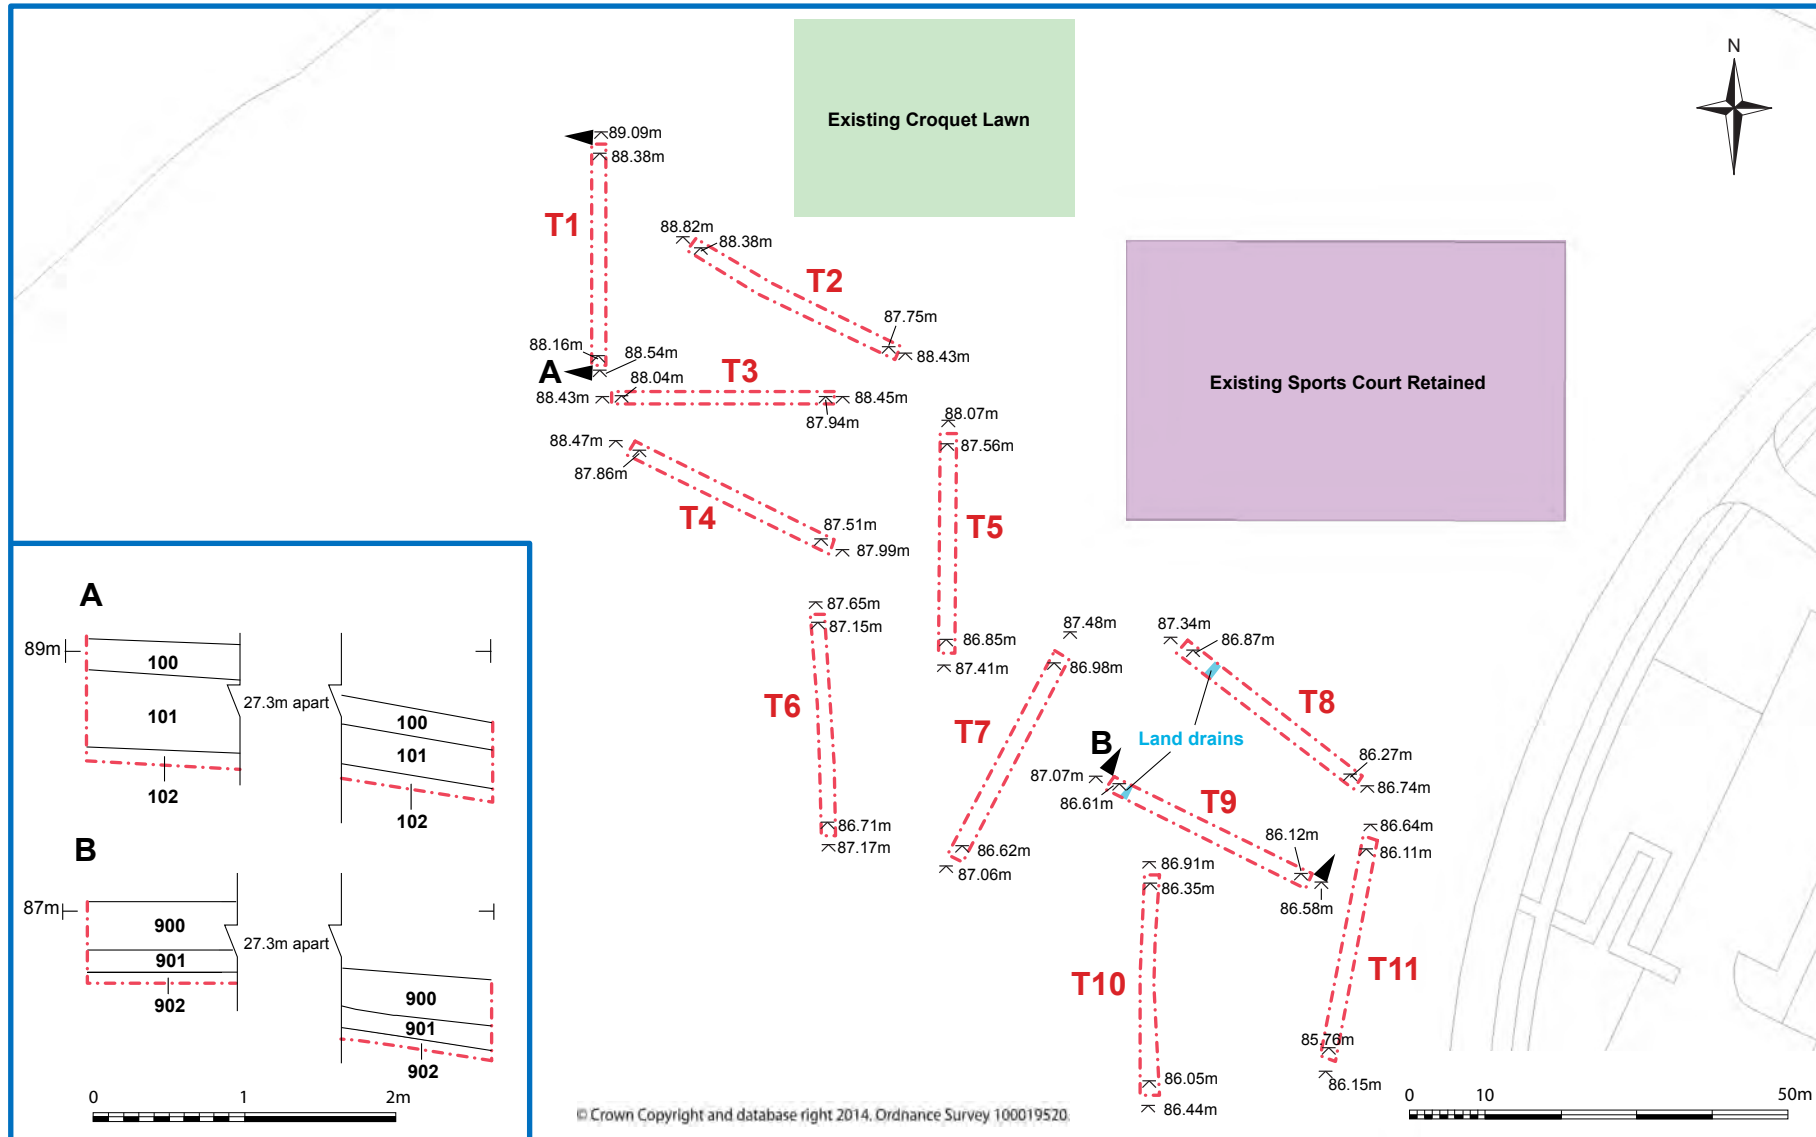 N
Existing Croquet Lawn
89.09m
88.38m
T1
88.82m
88.38m
T2
87.75m
88.43m
Existing Sports Court Retained
88.16m
88.54m
A
T3
88.04m
88.43m
88.45m
87.94m
88.07m
87.56m
88.47m
87.86m
T4
87.51m
87.99m
T5
87.65m
87.15m
86.85m
87.41m
87.48m
86.98m
87.34m
86.87m
T6
T7
T8
B
Land drains
87.07m
86.61m
T9
86.27m
86.74m
86.71m
87.17m
86.62m
87.06m
86.12m
86.58m
86.64m
86.11m
86.91m
86.35m
T10
T11
85.76m
86.15m
86.05m
86.44m
A
89m
100
101
102
27.3m apart
100
101
102
B
87m
900
901
902
27.3m apart
900
901
902
0 1 2m
© Crown Copyright and database right 2014. Ordnance Survey 100019520.
0 10 50m